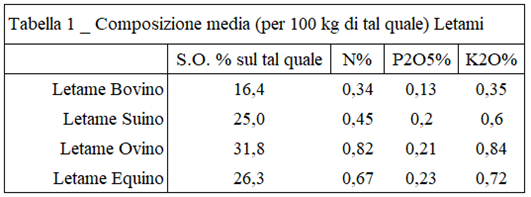 Tabella 1 _ Composizione media (per 100 kg di tal quale) Letami
S.O. % sul tal quale N% P2O5% K2O%
Letame Bovino 16,4 0,34 0,13 0,35
Letame Suino 25,0 0,45 0,2 0,6
Letame Ovino 31,8 0,82 0,21 0,84
Letame Equino 26,3 0,67 0,23 0,72